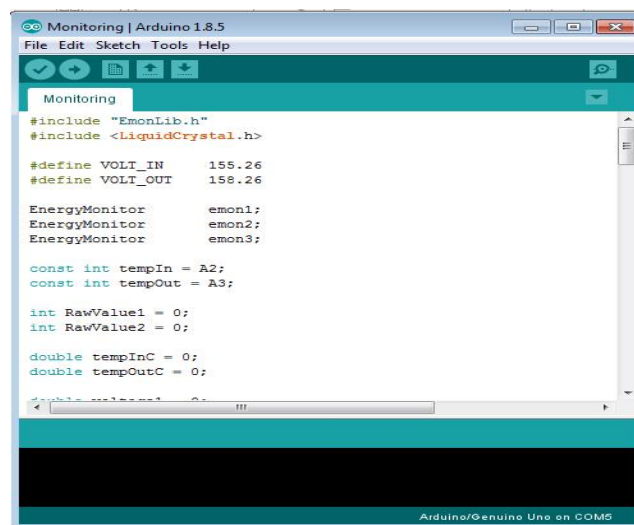 Monitoring | Arduino 1.8.5
File Edit Sketch Tools Help
Monitoring
#include "EmonLib.h"
#include <LiquidCrystal.h>
#define VOLT_IN 155.26
#define VOLT_OUT 158.26
EnergyMonitor emon1;
EnergyMonitor emon2;
EnergyMonitor emon3;
const int tempIn = A2;
const int tempOut = A3;
int RawValue1 = 0;
int RawValue2 = 0;
double tempInC = 0;
double tempOutC = 0;
Arduino/Genuino Uno on COM5